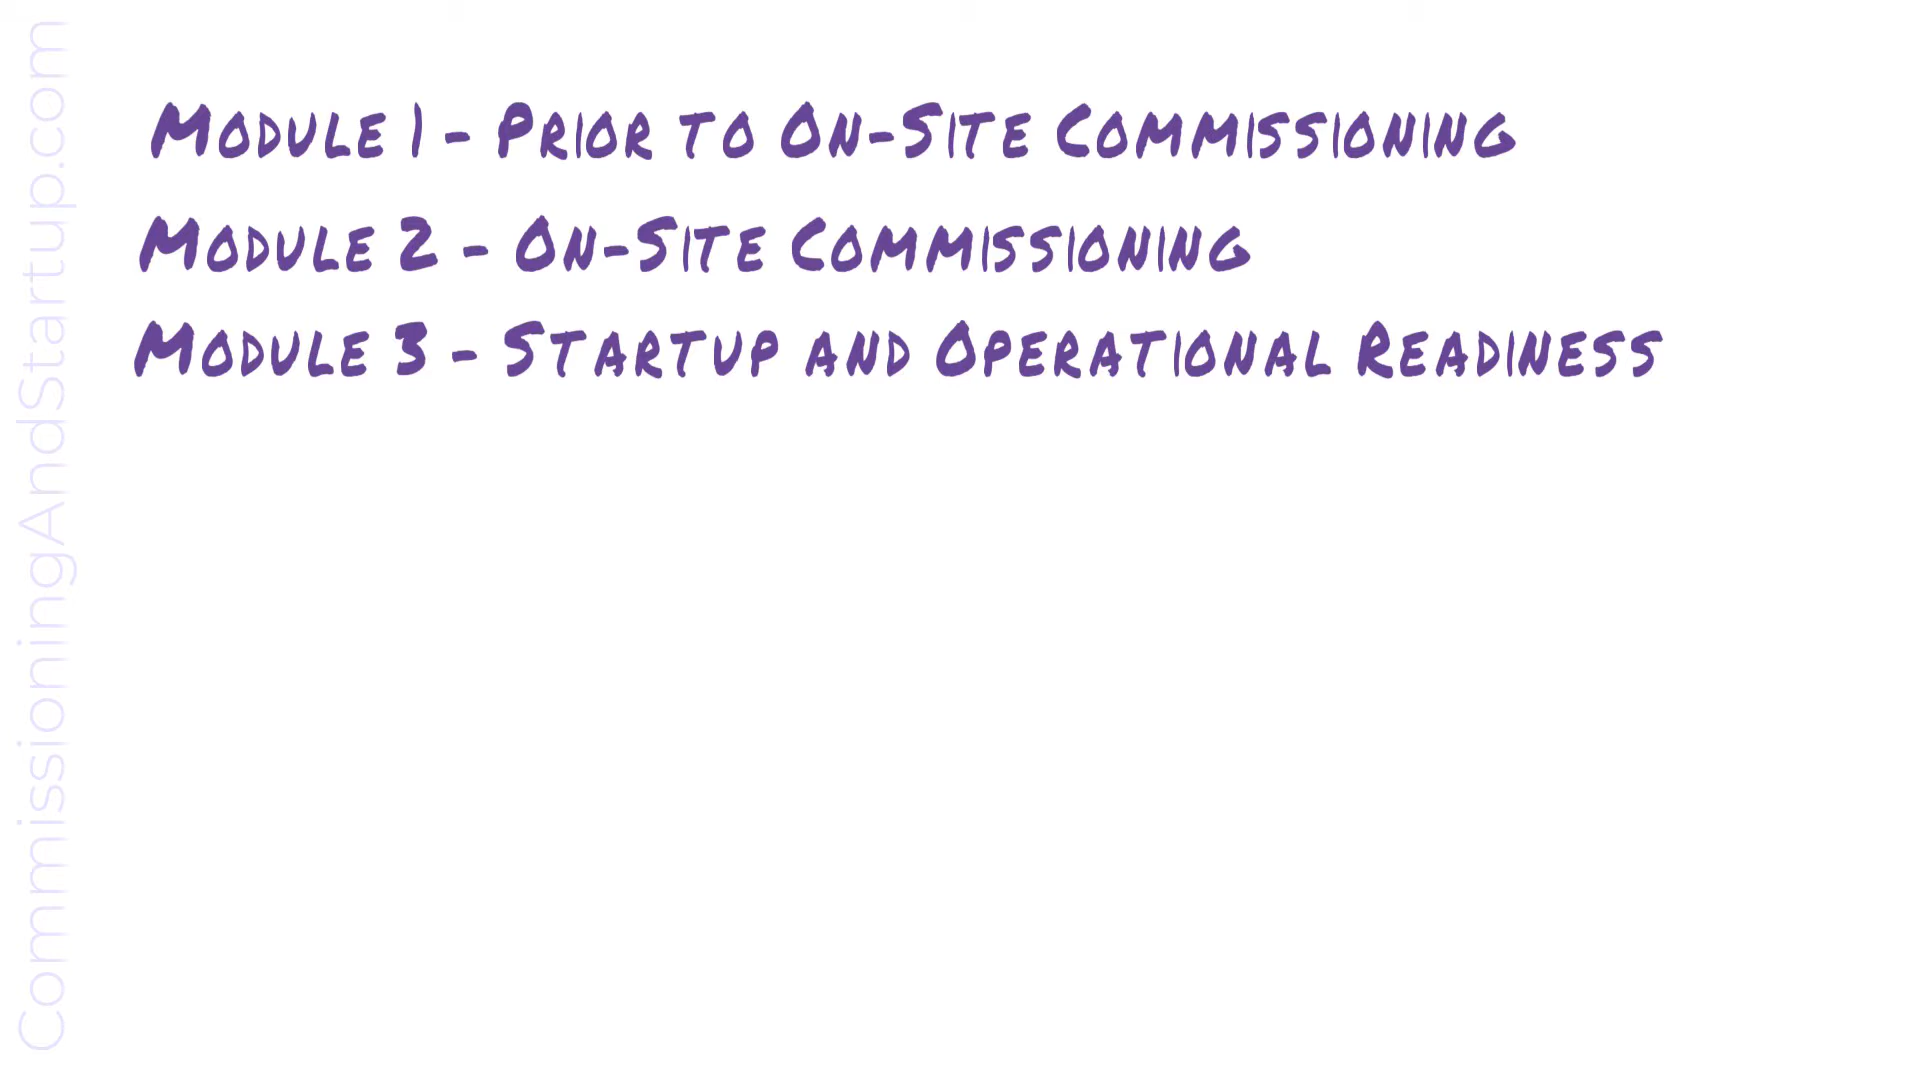 Module 1 - Prior to On-Site Commissioning
Module 2 - On-Site Commissioning
Module 3 - Startup and Operational Readiness
CommissioningAndStartup.com